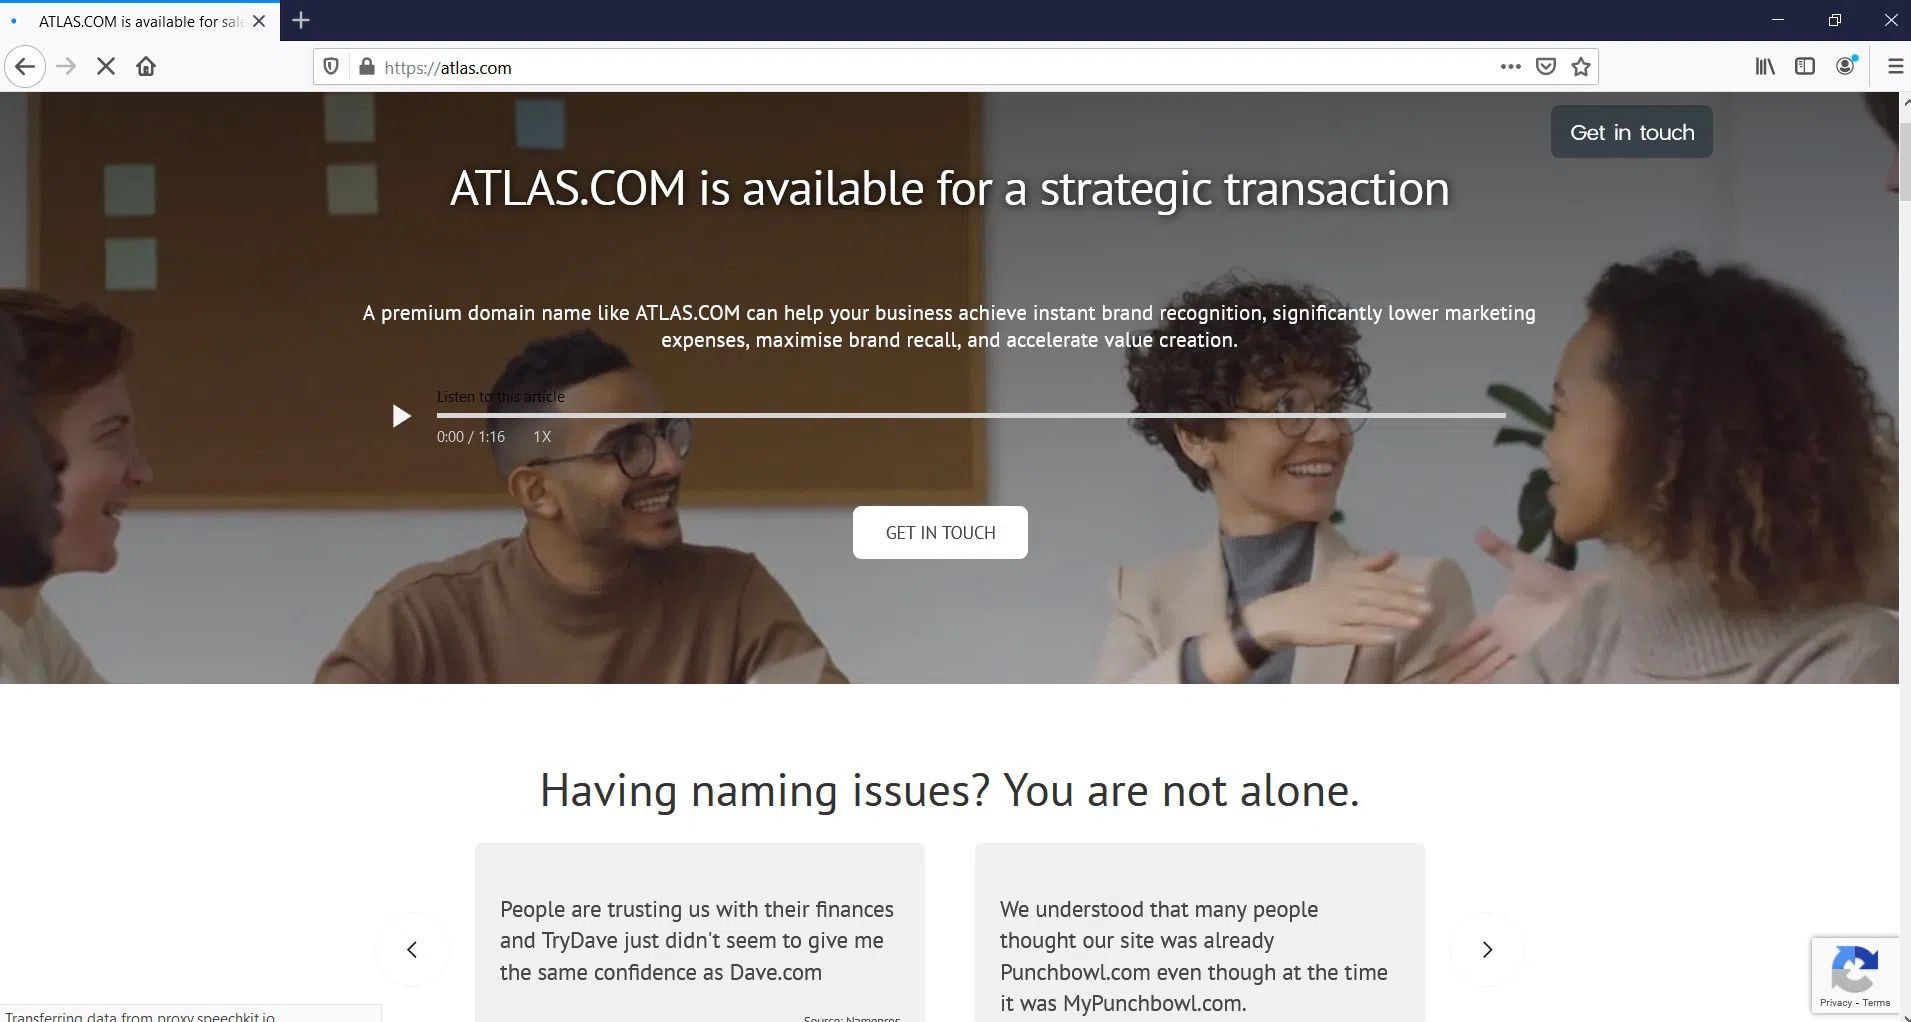 ATLAS.COM is available for sale
https://atlas.com
Get in touch
ATLAS.COM is available for a strategic transaction
A premium domain name like ATLAS.COM can help your business achieve instant brand recognition, significantly lower marketing
expenses, maximise brand recall, and accelerate value creation.
Listen to this article
0:00 / 1:16 1X
GET IN TOUCH
Having naming issues? You are not alone.
People are trusting us with their finances
and TryDave just didn't seem to give me
the same confidence as Dave.com
Source: Namepros
We understood that many people
thought our site was already
Punchbowl.com even though at the time
it was MyPunchbowl.com.
Privacy - Terms
Transferring data from proxy.speechkit.io